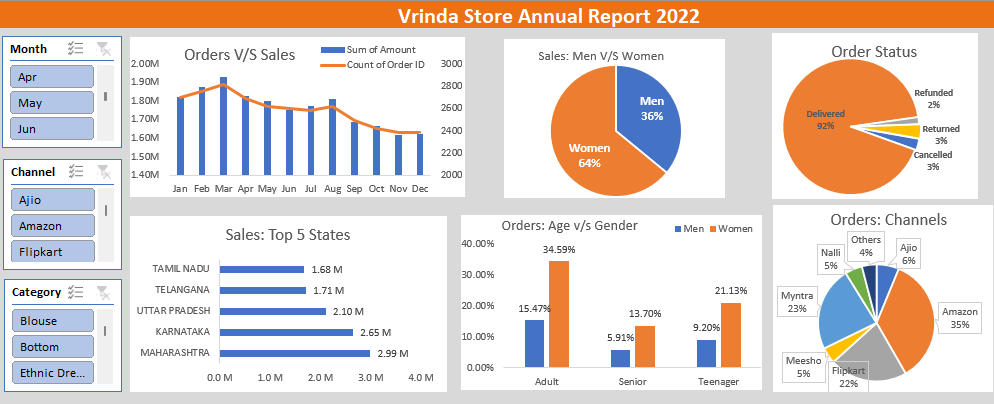 Vrinda Store Annual Report 2022
Month
Apr
May
Jun
Channel
Ajio
Amazon
Flipkart
Category
Blouse
Bottom
Ethnic Dre...
Orders V/S Sales
Sum of Amount
Count of Order ID
2.00M
1.90M
1.80M
1.70M
1.60M
1.50M
1.40M
3000
2800
2600
2400
2200
2000
Jan Feb Mar Apr May Jun Jul Aug Sep Oct Nov Dec
Sales: Men V/S Women
Men
36%
Women
64%
Order Status
Delivered
92%
Refunded
2%
Returned
3%
Cancelled
3%
Sales: Top 5 States
TAMIL NADU 1.68 M
TELANGANA 1.71 M
UTTAR PRADESH 2.10 M
KARNATAKA 2.65 M
MAHARASHTRA 2.99 M
0.0 M 1.0 M 2.0 M 3.0 M 4.0 M
Orders: Age v/s Gender
Men Women
40.00%
30.00%
20.00%
10.00%
0.00%
15.47% 34.59%
5.91% 13.70%
9.20% 21.13%
Adult Senior Teenager
Orders: Channels
Others
4%
Ajio
6%
Nalli
5%
Myntra
23%
Amazon
35%
Meesho
5%
Flipkart
22%